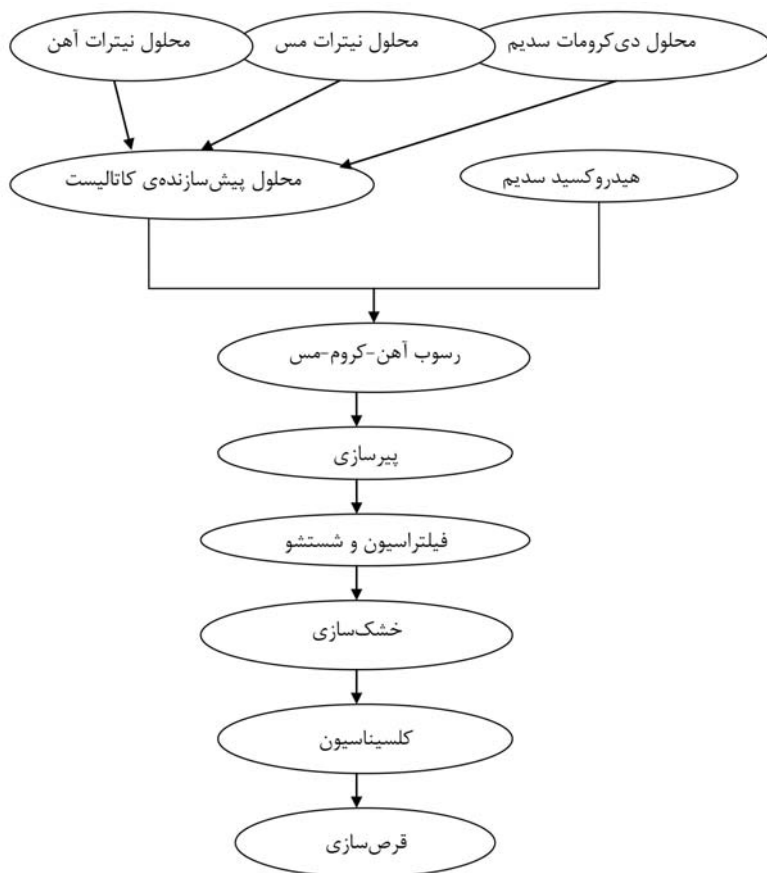 محلول دی‌کرومات سدیم
محلول نیترات مس
محلول نیترات آهن
هیدروکسید سدیم
محلول پیش‌سازنده‌ی کاتالیست
رسوب آهن-کروم-مس
پیرسازی
فیلتراسیون و شستشو
خشک‌سازی
کلسیناسیون
قرص‌سازی